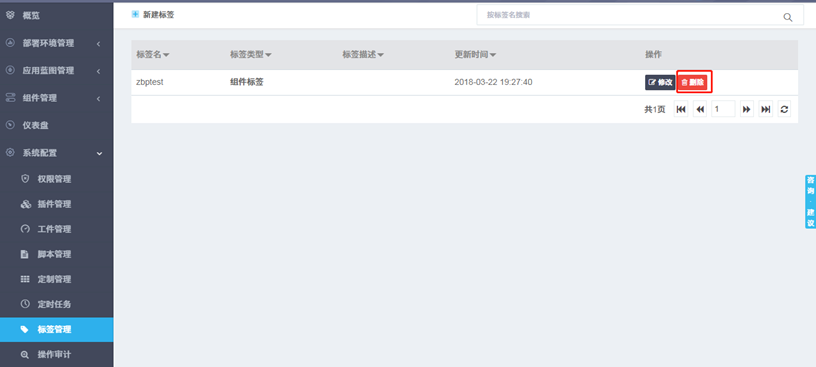 概览
部署环境管理
应用蓝图管理
组件管理
仪表盘
系统配置
权限管理
插件管理
工件管理
脚本管理
定制管理
定时任务
标签管理
操作审计
新建标签
按标签名搜索
标签名 标签类型 标签描述 更新时间 操作
zbptest 组件标签 2018-03-22 19:27:40 修改 删除
共1页 1
咨询·建议